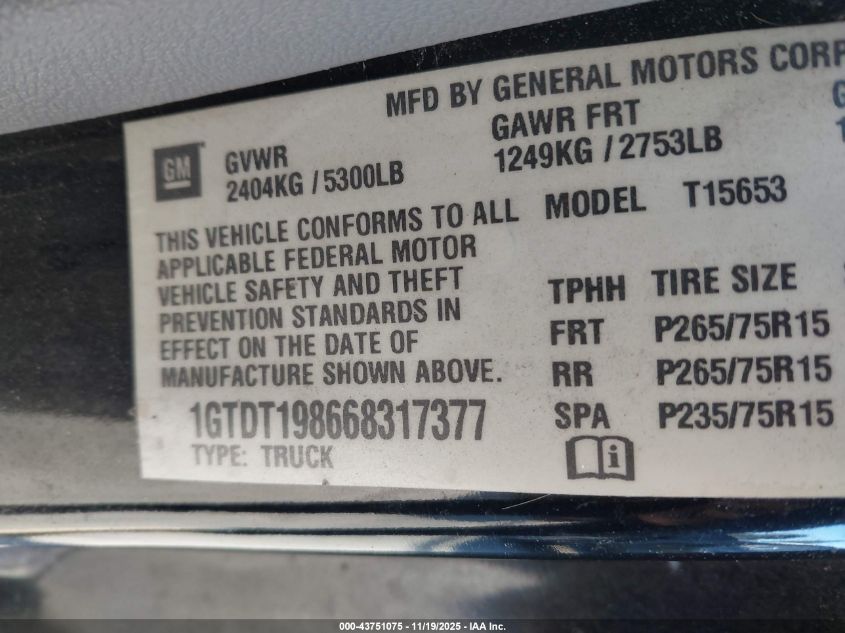 MFD BY GENERAL MOTORS CORP
GM
GVWR
2404KG / 5300LB
GAWR FRT
1249KG / 2753LB
THIS VEHICLE CONFORMS TO ALL
APPLICABLE FEDERAL MOTOR
VEHICLE SAFETY AND THEFT
PREVENTION STANDARDS IN
EFFECT ON THE DATE OF
MANUFACTURE SHOWN ABOVE.
1GTDT198668317377
TYPE: TRUCK
MODEL T15653
TPHH TIRE SIZE
FRT P265/75R15
RR P265/75R15
SPA P235/75R15
i
000-43751075 - 11/19/2025 - IAA Inc.